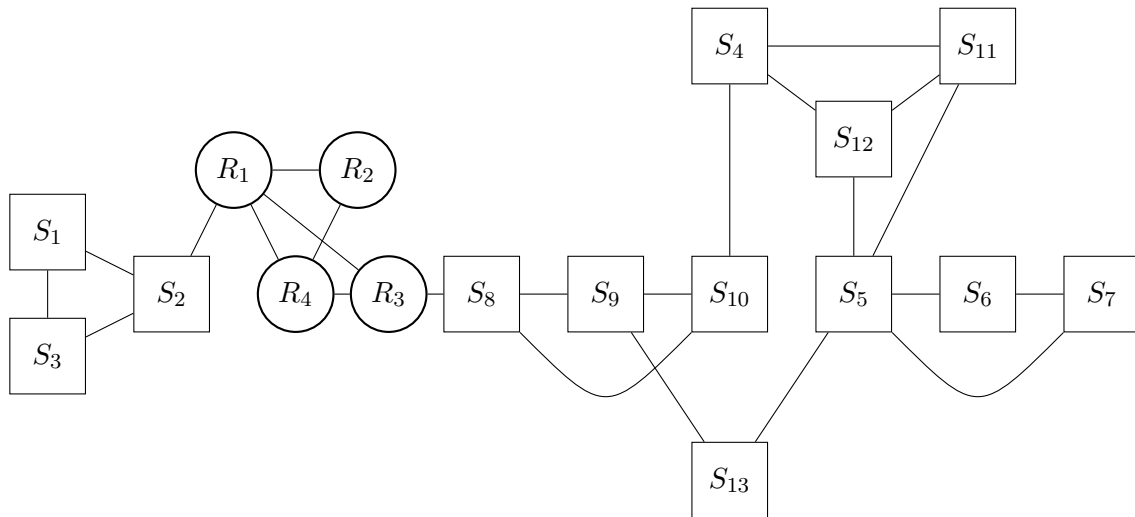 S₄
S₁₁
S₁₂
R₁
R₂
S₁
S₂
R₄
R₃
S₈
S₉
S₁₀
S₅
S₆
S₇
S₃
S₁₃